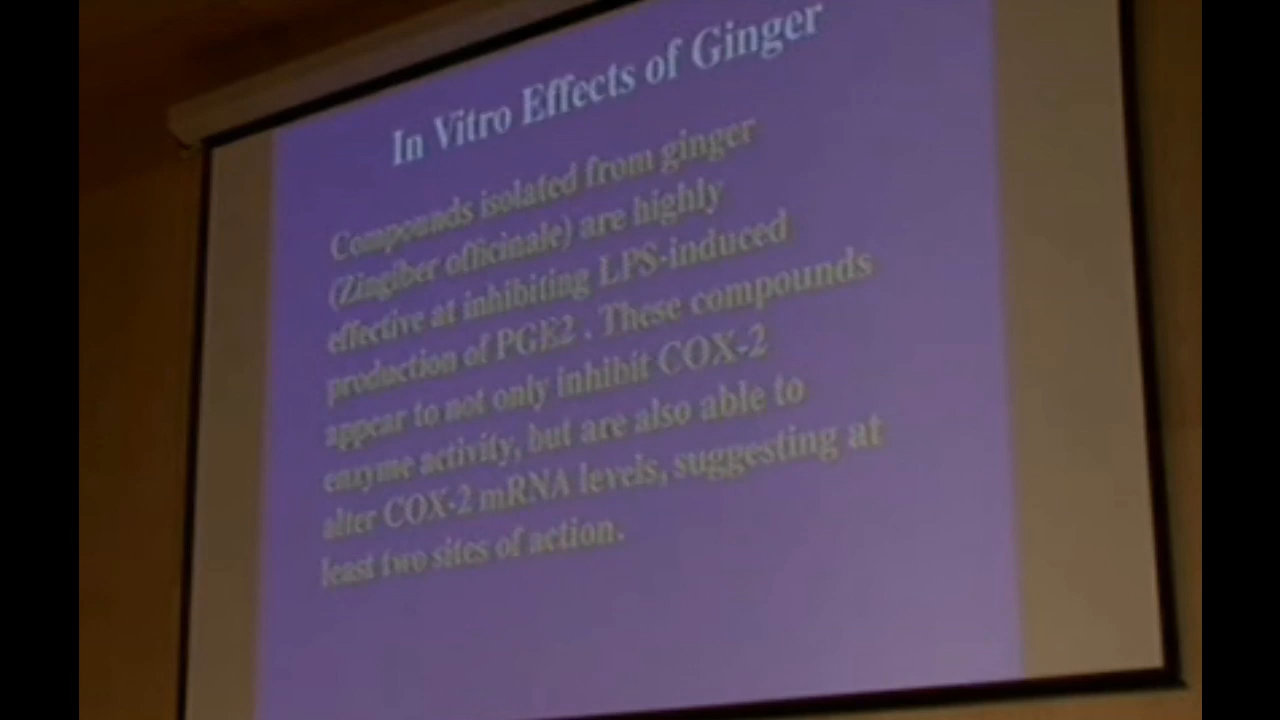 In Vitro Effects of Ginger
Compounds isolated from ginger
(Zingiber officinale) are highly
effective at inhibiting LPS-induced
production of PGE2 . These compounds
appear to not only inhibit COX-2
enzyme activity, but are also able to
alter COX-2 mRNA levels, suggesting at
least two sites of action.